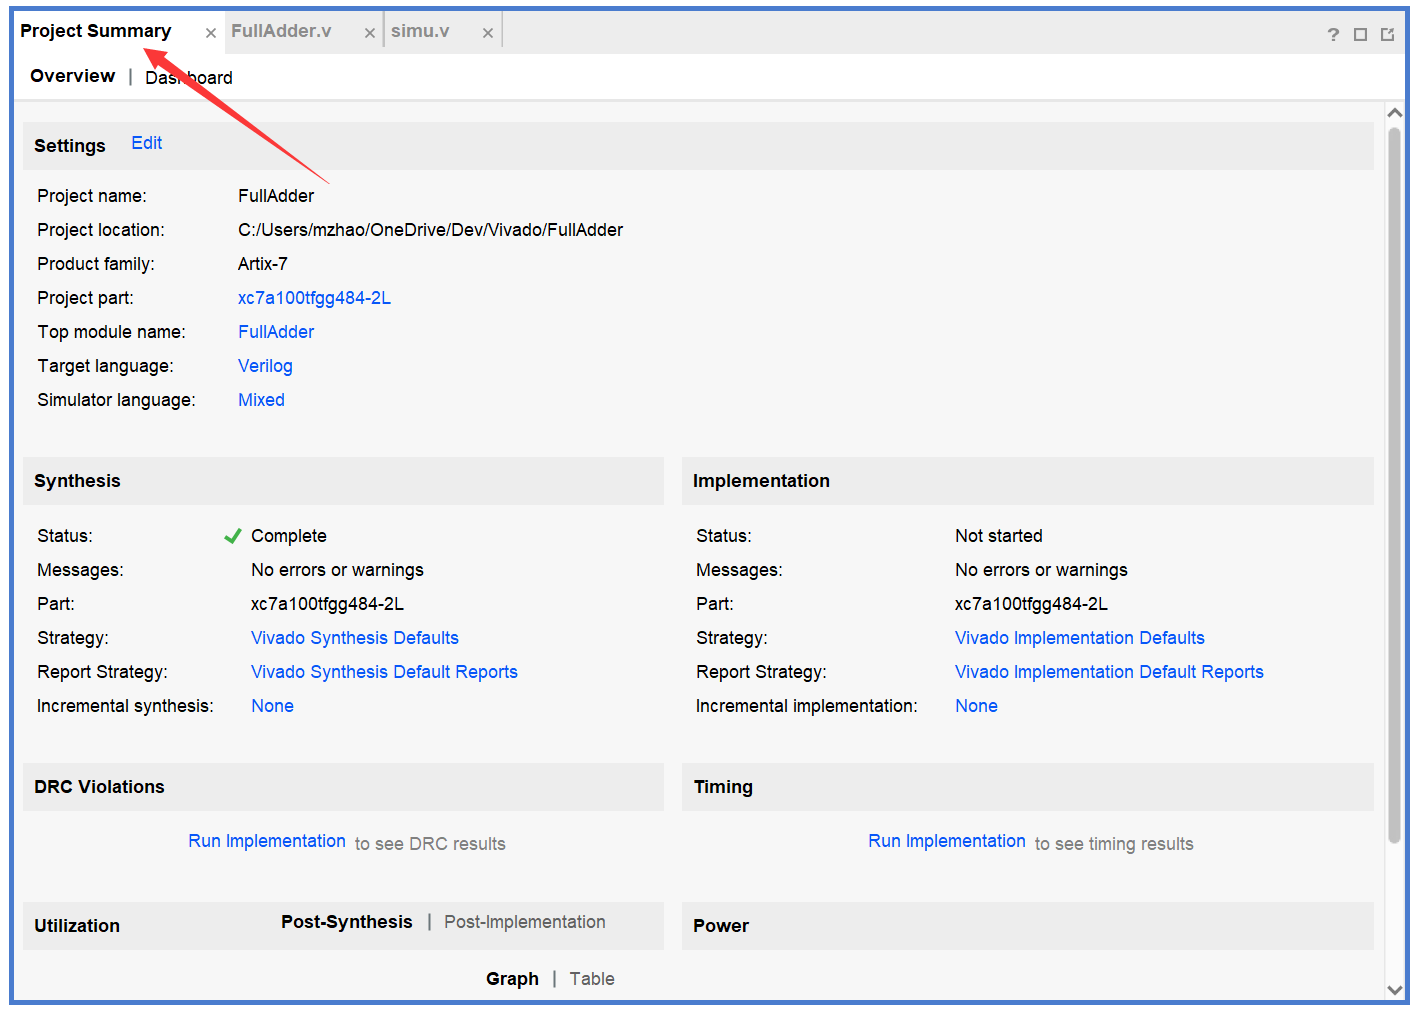 Project Summary × FullAdder.v × simu.v × ?
Overview | Dashboard
Settings Edit
Project name: FullAdder
Project location: C:/Users/mzhao/OneDrive/Dev/Vivado/FullAdder
Product family: Artix-7
Project part: xc7a100tfgg484-2L
Top module name: FullAdder
Target language: Verilog
Simulator language: Mixed
Synthesis
Status: Complete
Messages: No errors or warnings
Part: xc7a100tfgg484-2L
Strategy: Vivado Synthesis Defaults
Report Strategy: Vivado Synthesis Default Reports
Incremental synthesis: None
Implementation
Status: Not started
Messages: No errors or warnings
Part: xc7a100tfgg484-2L
Strategy: Vivado Implementation Defaults
Report Strategy: Vivado Implementation Default Reports
Incremental implementation: None
DRC Violations
Run Implementation to see DRC results
Timing
Run Implementation to see timing results
Utilization Post-Synthesis | Post-Implementation
Graph | Table
Power